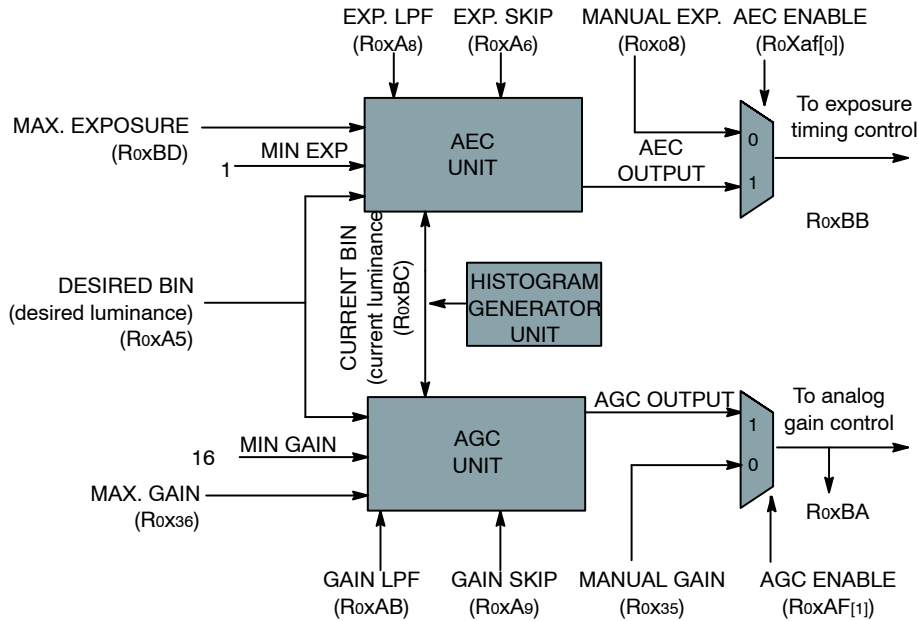 EXP. LPF
(R0xA8)
EXP. SKIP
(R0xA6)
MANUAL EXP.
(R0x08)
AEC ENABLE
(R0Xaf[0])
MAX. EXPOSURE
(R0xBD)
1
MIN EXP
AEC
UNIT
AEC
OUTPUT
0
1
To exposure
timing control
R0xBB
DESIRED BIN
(desired luminance)
(R0xA5)
CURRENT BIN
(current luminance)
(R0xBC)
HISTOGRAM
GENERATOR
UNIT
16
MIN GAIN
MAX. GAIN
(R0x36)
AGC
UNIT
AGC OUTPUT
1
0
To analog
gain control
R0xBA
GAIN LPF
(R0xAB)
GAIN SKIP
(R0xA9)
MANUAL GAIN
(R0x35)
AGC ENABLE
(R0xAF[1])